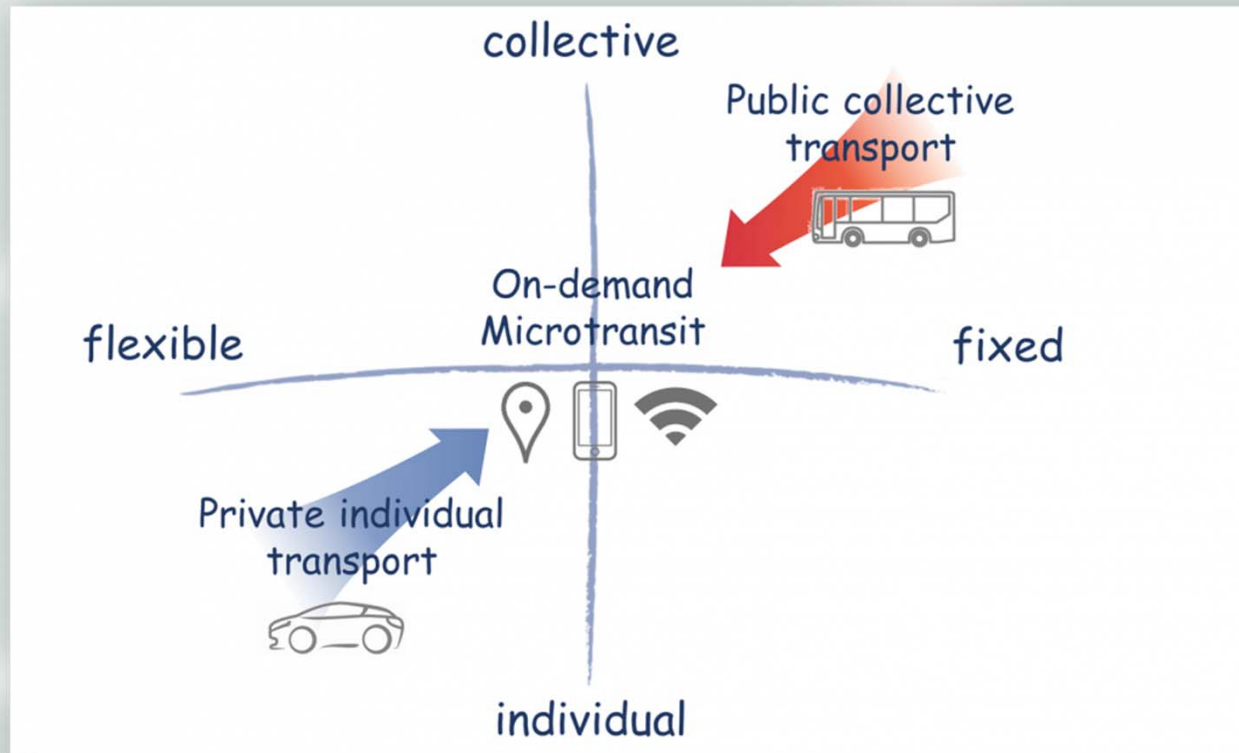 collective
Public collective
transport
On-demand
Microtransit
flexible
fixed
Private individual
transport
individual